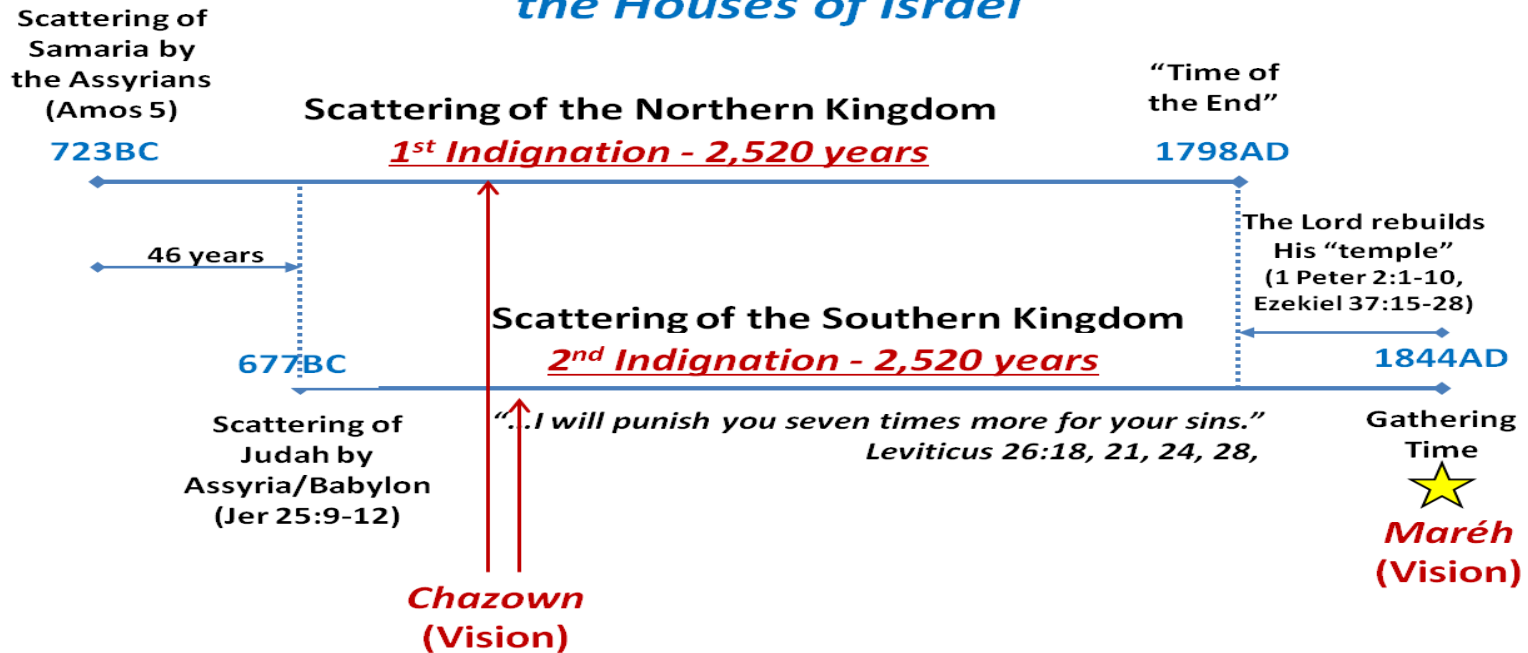 the Houses of Israel
Scattering of
Samaria by
the Assyrians
(Amos 5)
723BC
Scattering of the Northern Kingdom
1st Indignation - 2,520 years
“Time of
the End”
1798AD
46 years
The Lord rebuilds
His “temple”
(1 Peter 2:1-10,
Ezekiel 37:15-28)
Scattering of the Southern Kingdom
2nd Indignation - 2,520 years
677BC
1844AD
Scattering of
Judah by
Assyria/Babylon
(Jer 25:9-12)
“...I will punish you seven times more for your sins.”
Leviticus 26:18, 21, 24, 28,
Gathering
Time
Maréh
(Vision)
Chazown
(Vision)